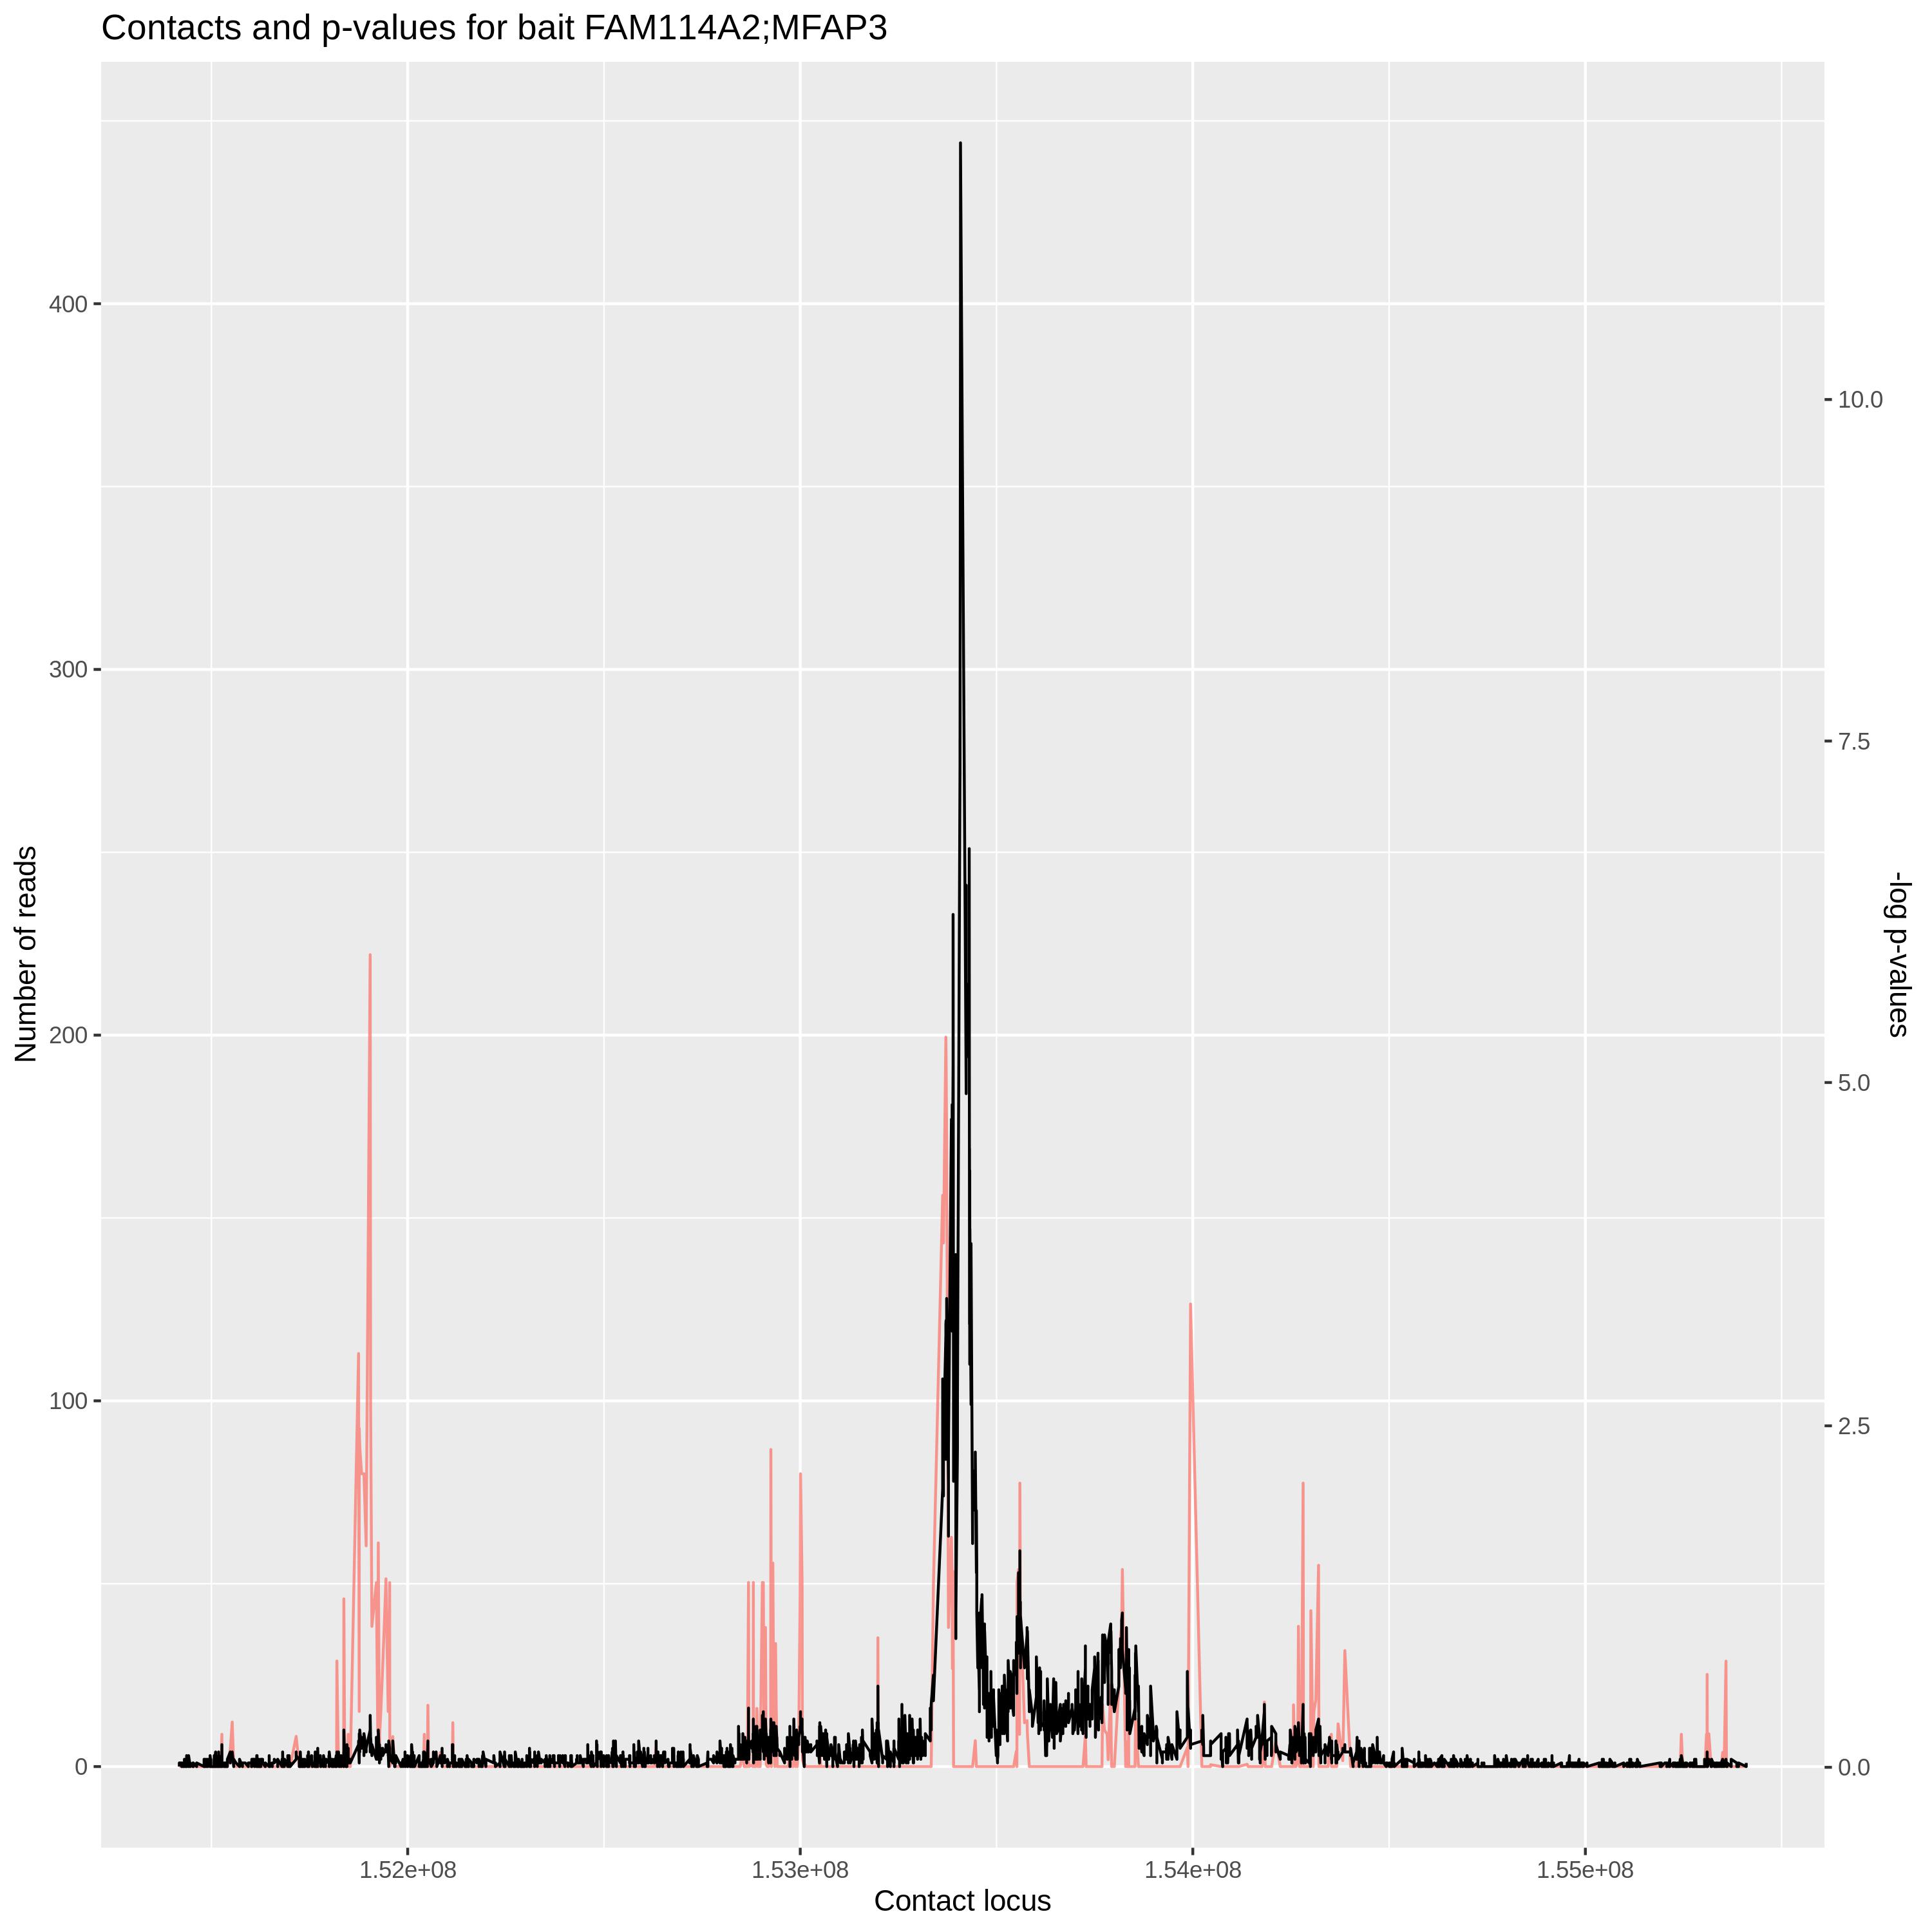 Contacts and p-values for bait FAM114A2;MFAP3
400
300
200
100
0
Number of reads
10.0
7.5
5.0
2.5
0.0
-log p-values
1.52e+08
1.53e+08
1.54e+08
1.55e+08
Contact locus